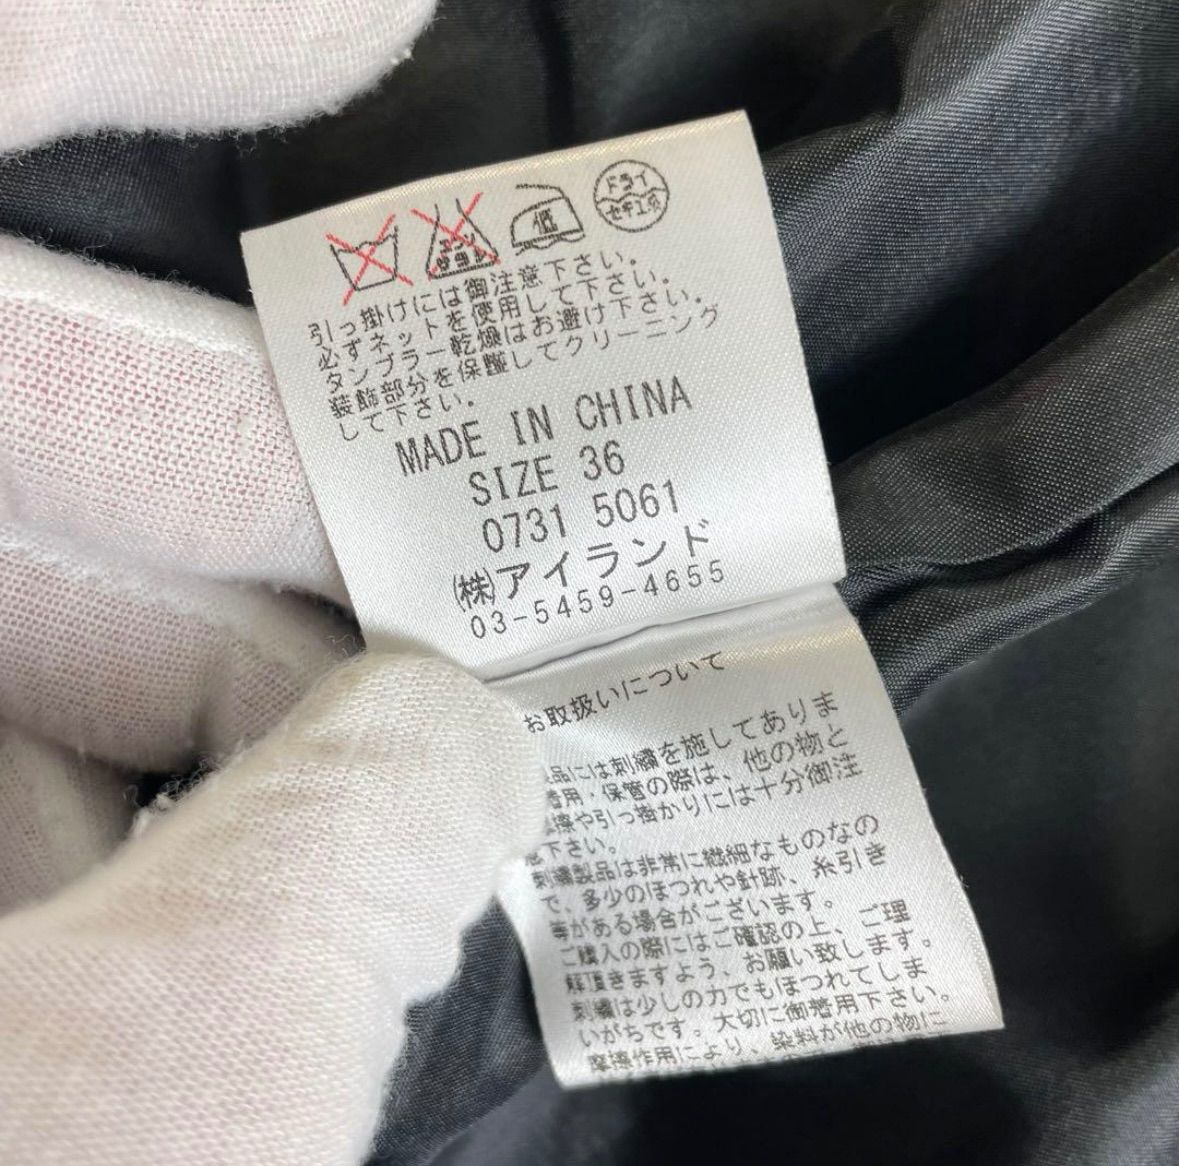 低
ドライ
セキユ系
引っ掛けには御注意下さい。
必ずネットを使用して下さい。
タンブラー乾燥はお避け下さい。
装飾部分を保護してクリーニング
して下さい。
MADE IN CHINA
SIZE 36
0731 5061
㈱アイランド
03-5459-4655
お取扱いについて
品には刺繍を施してありま
着用・保管の際は、他の物と
擦や引っ掛かりには十分御注
意下さい。
刺繍製品は非常に繊細なものなの
で、多少のほつれや針跡、糸引き
等がある場合がございます。
ご購入の際にはご確認の上、ご理
解頂きますよう、お願い致します。
刺繍は少しの力でもほつれてしま
いがちです。大切に御着用下さい。
摩擦作用により、染料が他の物に